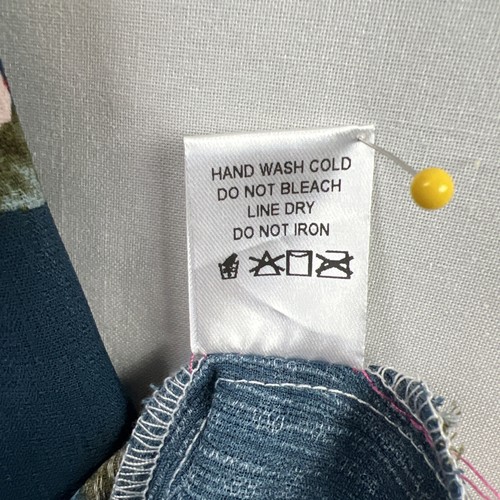 HAND WASH COLD
DO NOT BLEACH
LINE DRY
DO NOT IRON